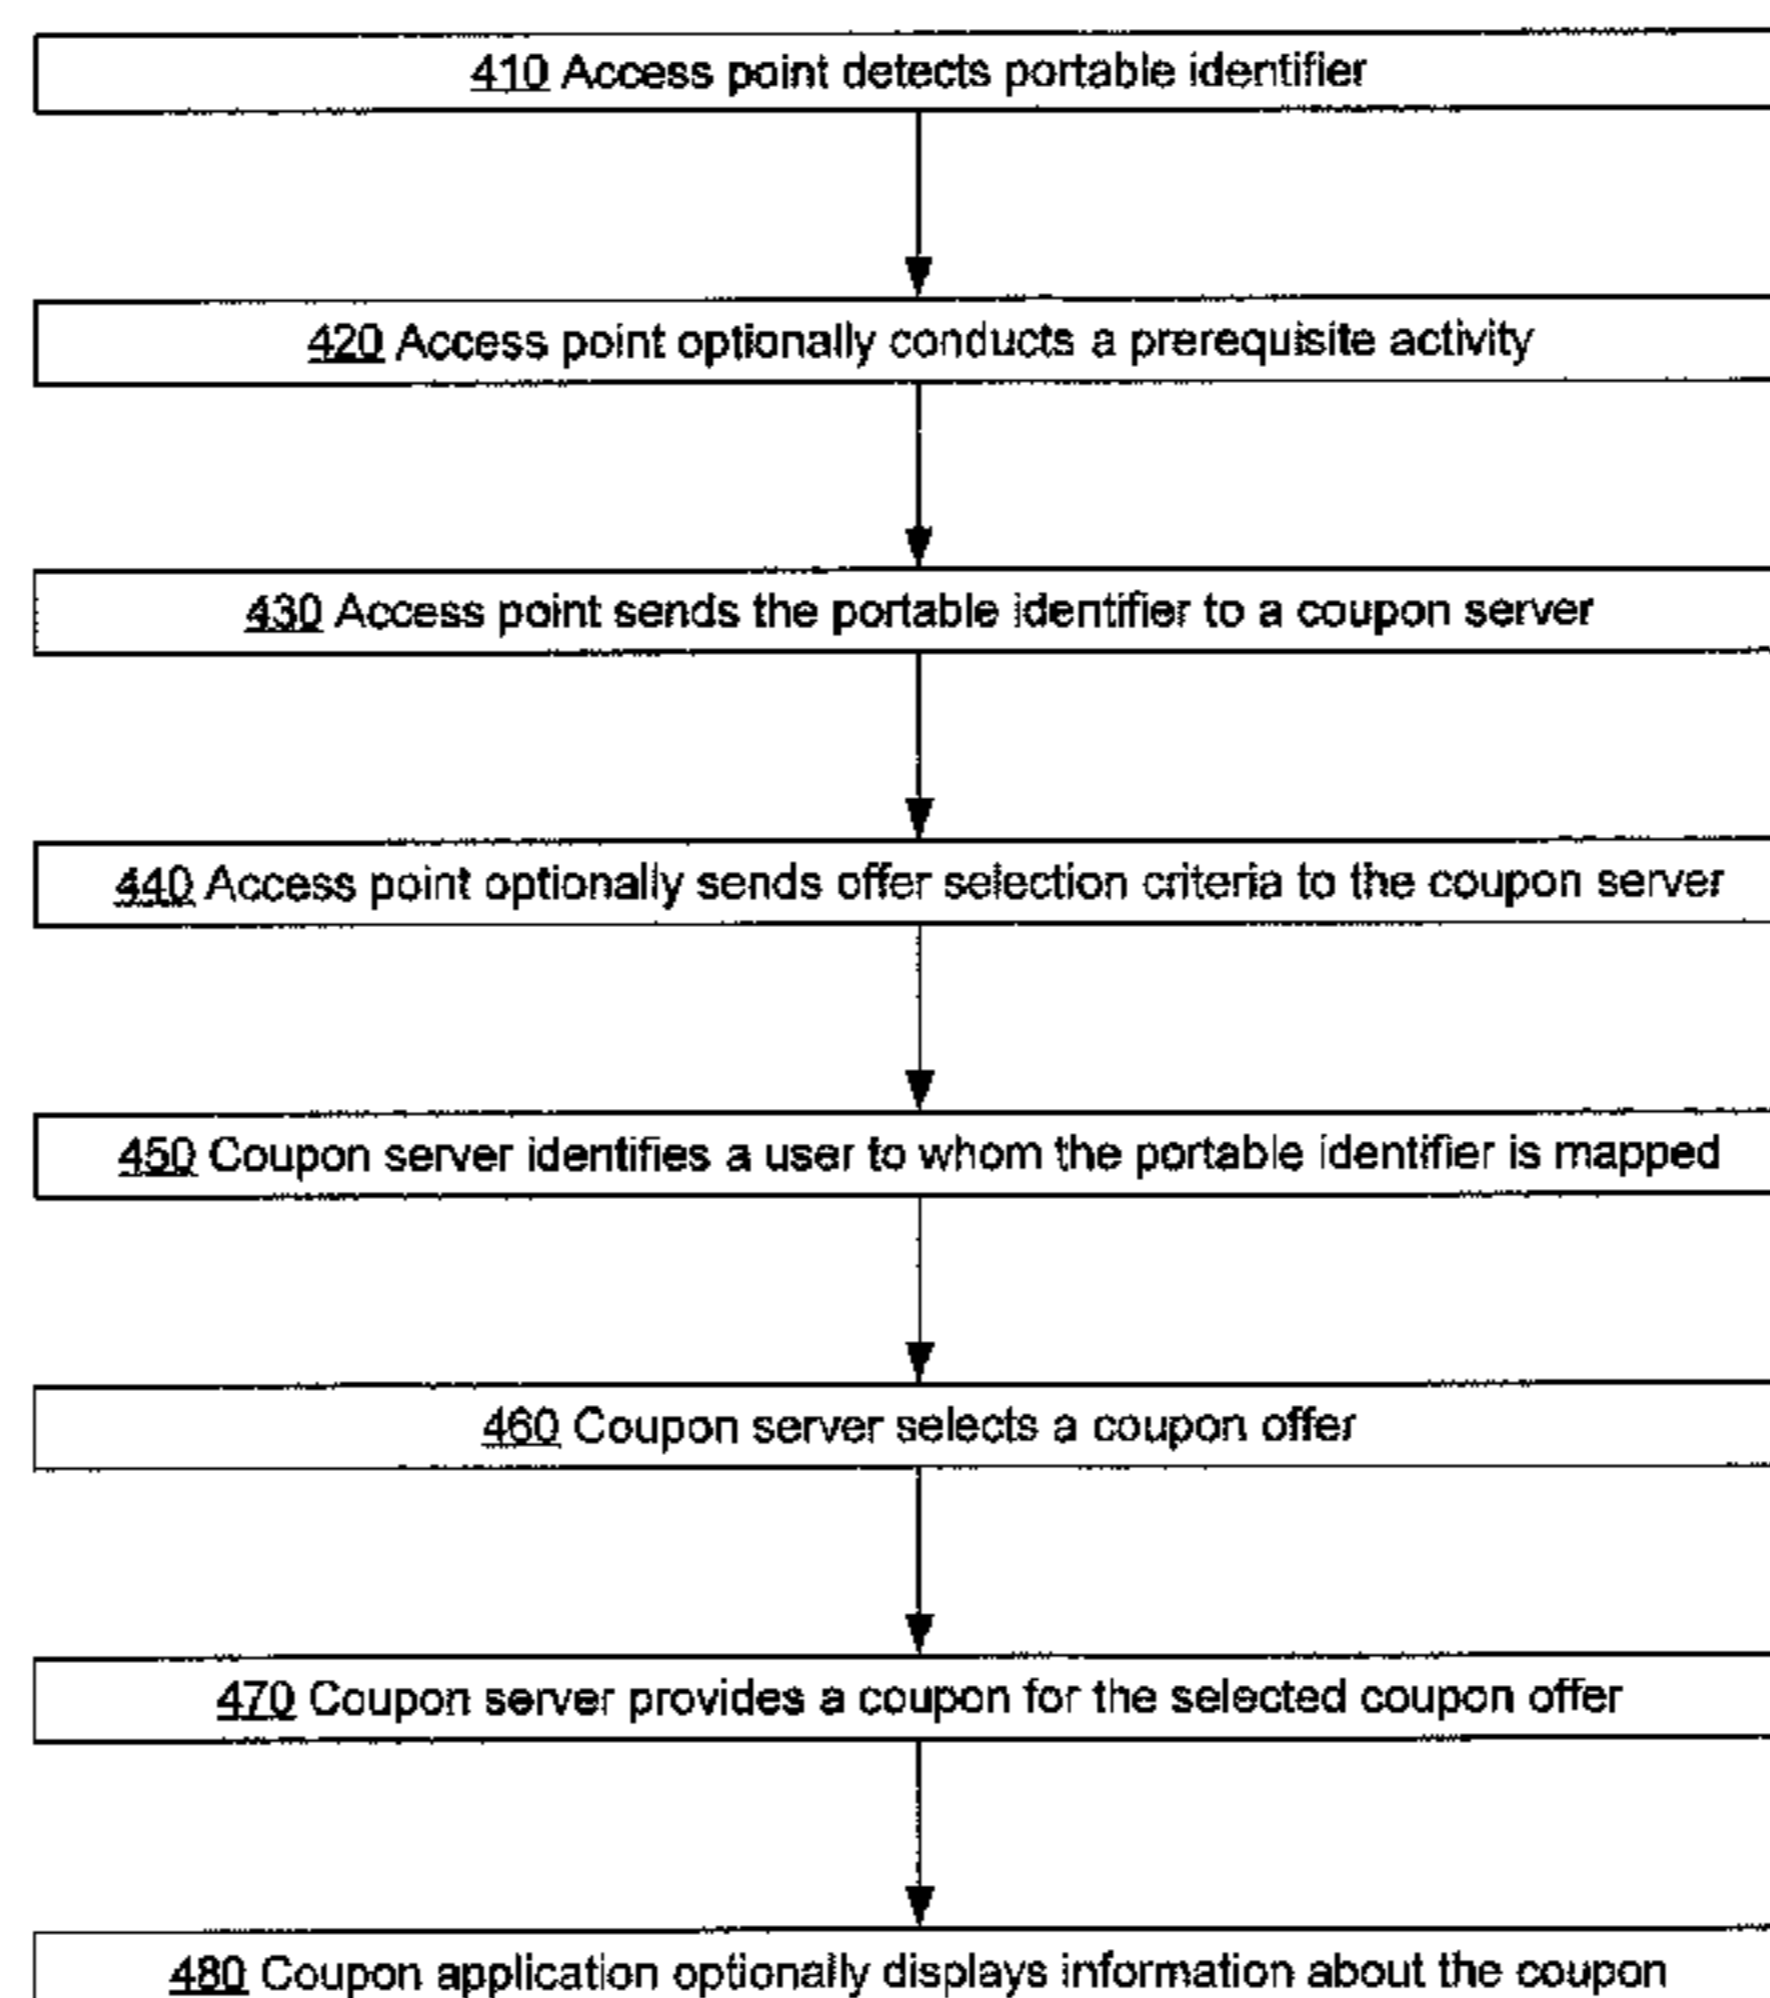 410 Access point detects portable identifier
420 Access point optionally conducts a prerequisite activity
430 Access point sends the portable identifier to a coupon server
440 Access point optionally sends offer selection criteria to the coupon server
450 Coupon server identifies a user to whom the portable identifier is mapped
460 Coupon server selects a coupon offer
470 Coupon server provides a coupon for the selected coupon offer
480 Coupon application optionally displays information about the coupon